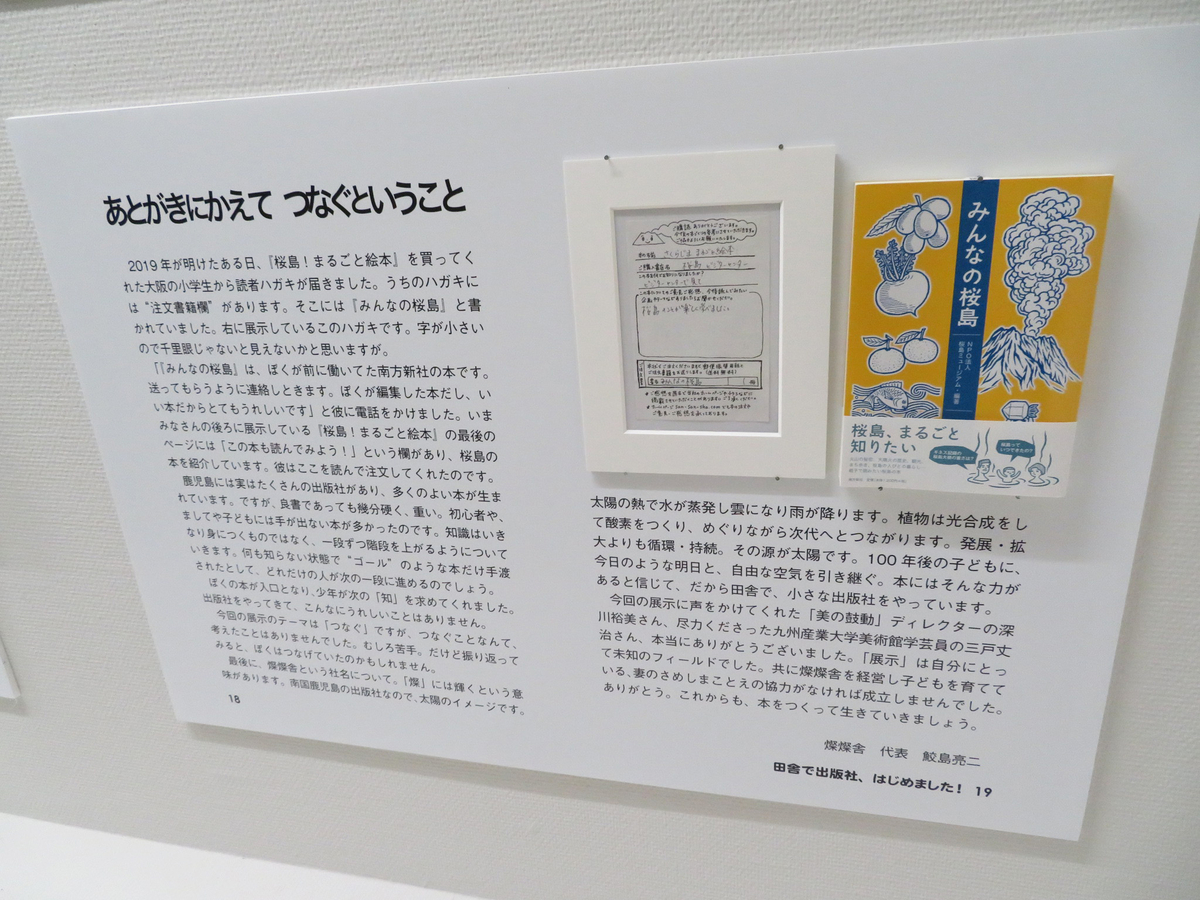 あとがきにかえて つなぐということ
2019年が明けたある日、『桜島！まるごと絵本』を買ってく
れた大阪の小学生から読者ハガキが届きました。うちのハガキに
は“注文書籍欄”があります。そこには『みんなの桜島』と書
かれていました。右に展示しているこのハガキです。字が小さい
ので千里眼じゃないと見えないかと思いますが。
「『みんなの桜島』は、ぼくが前に働いてた南方新社の本です。
送ってもらうように連絡しときます。ぼくが編集した本だし、い
い本だからとてもうれしいです」と彼に電話をかけました。いま
みなさんの後ろに展示している『桜島！まるごと絵本』の最後の
ページには「この本も読んでみよう！」という欄があり、桜島の
本を紹介しています。彼はここを読んで注文してくれたのです。
鹿児島には実はたくさんの出版社があり、多くのよい本が生ま
れています。ですが、良書であっても幾分硬く、重い。初心者や、
ましてや子どもには手が出ない本が多かったのです。知識はいき
なり身につくものではなく、一段ずつ階段を上がるようについて
いきます。何も知らない状態で“ゴール”のような本だけ手渡
されたとして、どれだけの人が次の一段に進めるのでしょう。
ぼくの本が入口となり、少年が次の「知」を求めてくれました。
出版社をやってきて、こんなにうれしいことはありません。
今回の展示のテーマは「つなぐ」ですが、つなぐことなんて、
考えたことはありませんでした。むしろ苦手。だけど振り返って
みると、ぼくはつなげていたのかもしれません。
最後に、燦燦舎という社名について。「燦」には輝くという意
味があります。南国鹿児島の出版社なので、太陽のイメージです。
18
さくらじままるごと絵本
桜島ビジターセンター
みんなの桜島
NPO法人
桜島ミュージアム・編著
桜島、まるごと
知りたい
桜島って
いつできたの？
太陽の熱で水が蒸発し雲になり雨が降ります。植物は光合成をし
て酸素をつくり、めぐりながら次代へとつながります。発展・拡
大よりも循環・持続。その源が太陽です。100年後の子どもに、
今日のような明日と、自由な空気を引き継ぐ。本にはそんな力が
あると信じて、だから田舎で、小さな出版社をやっています。
今回の展示に声をかけてくれた「美の鼓動」ディレクターの深
川裕美さん、尽力くださった九州産業大学美術館学芸員の三戸丈
治さん、本当にありがとうございました。「展示」は自分にとっ
て未知のフィールドでした。共に燦燦舎を経営し子どもを育てて
いる、妻のさめしまことえの協力がなければ成立しませんでした。
ありがとう。これからも、本をつくって生きていきましょう。
燦燦舎　代表　鮫島亮二
田舎で出版社、はじめました！ 19